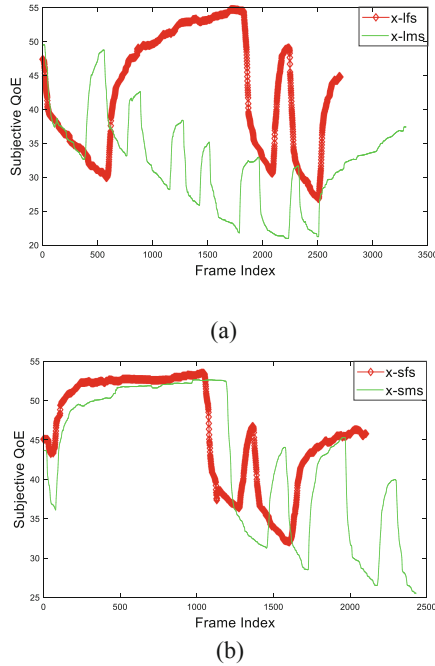 55
50
45
40
35
30
25
20
Subjective QoE
x-lfs
x-lms
0 500 1000 1500 2000 2500 3000 3500
Frame Index
(a)
55
50
45
40
35
30
25
Subjective QoE
x-sfs
x-sms
0 500 1000 1500 2000 2500
Frame Index
(b)